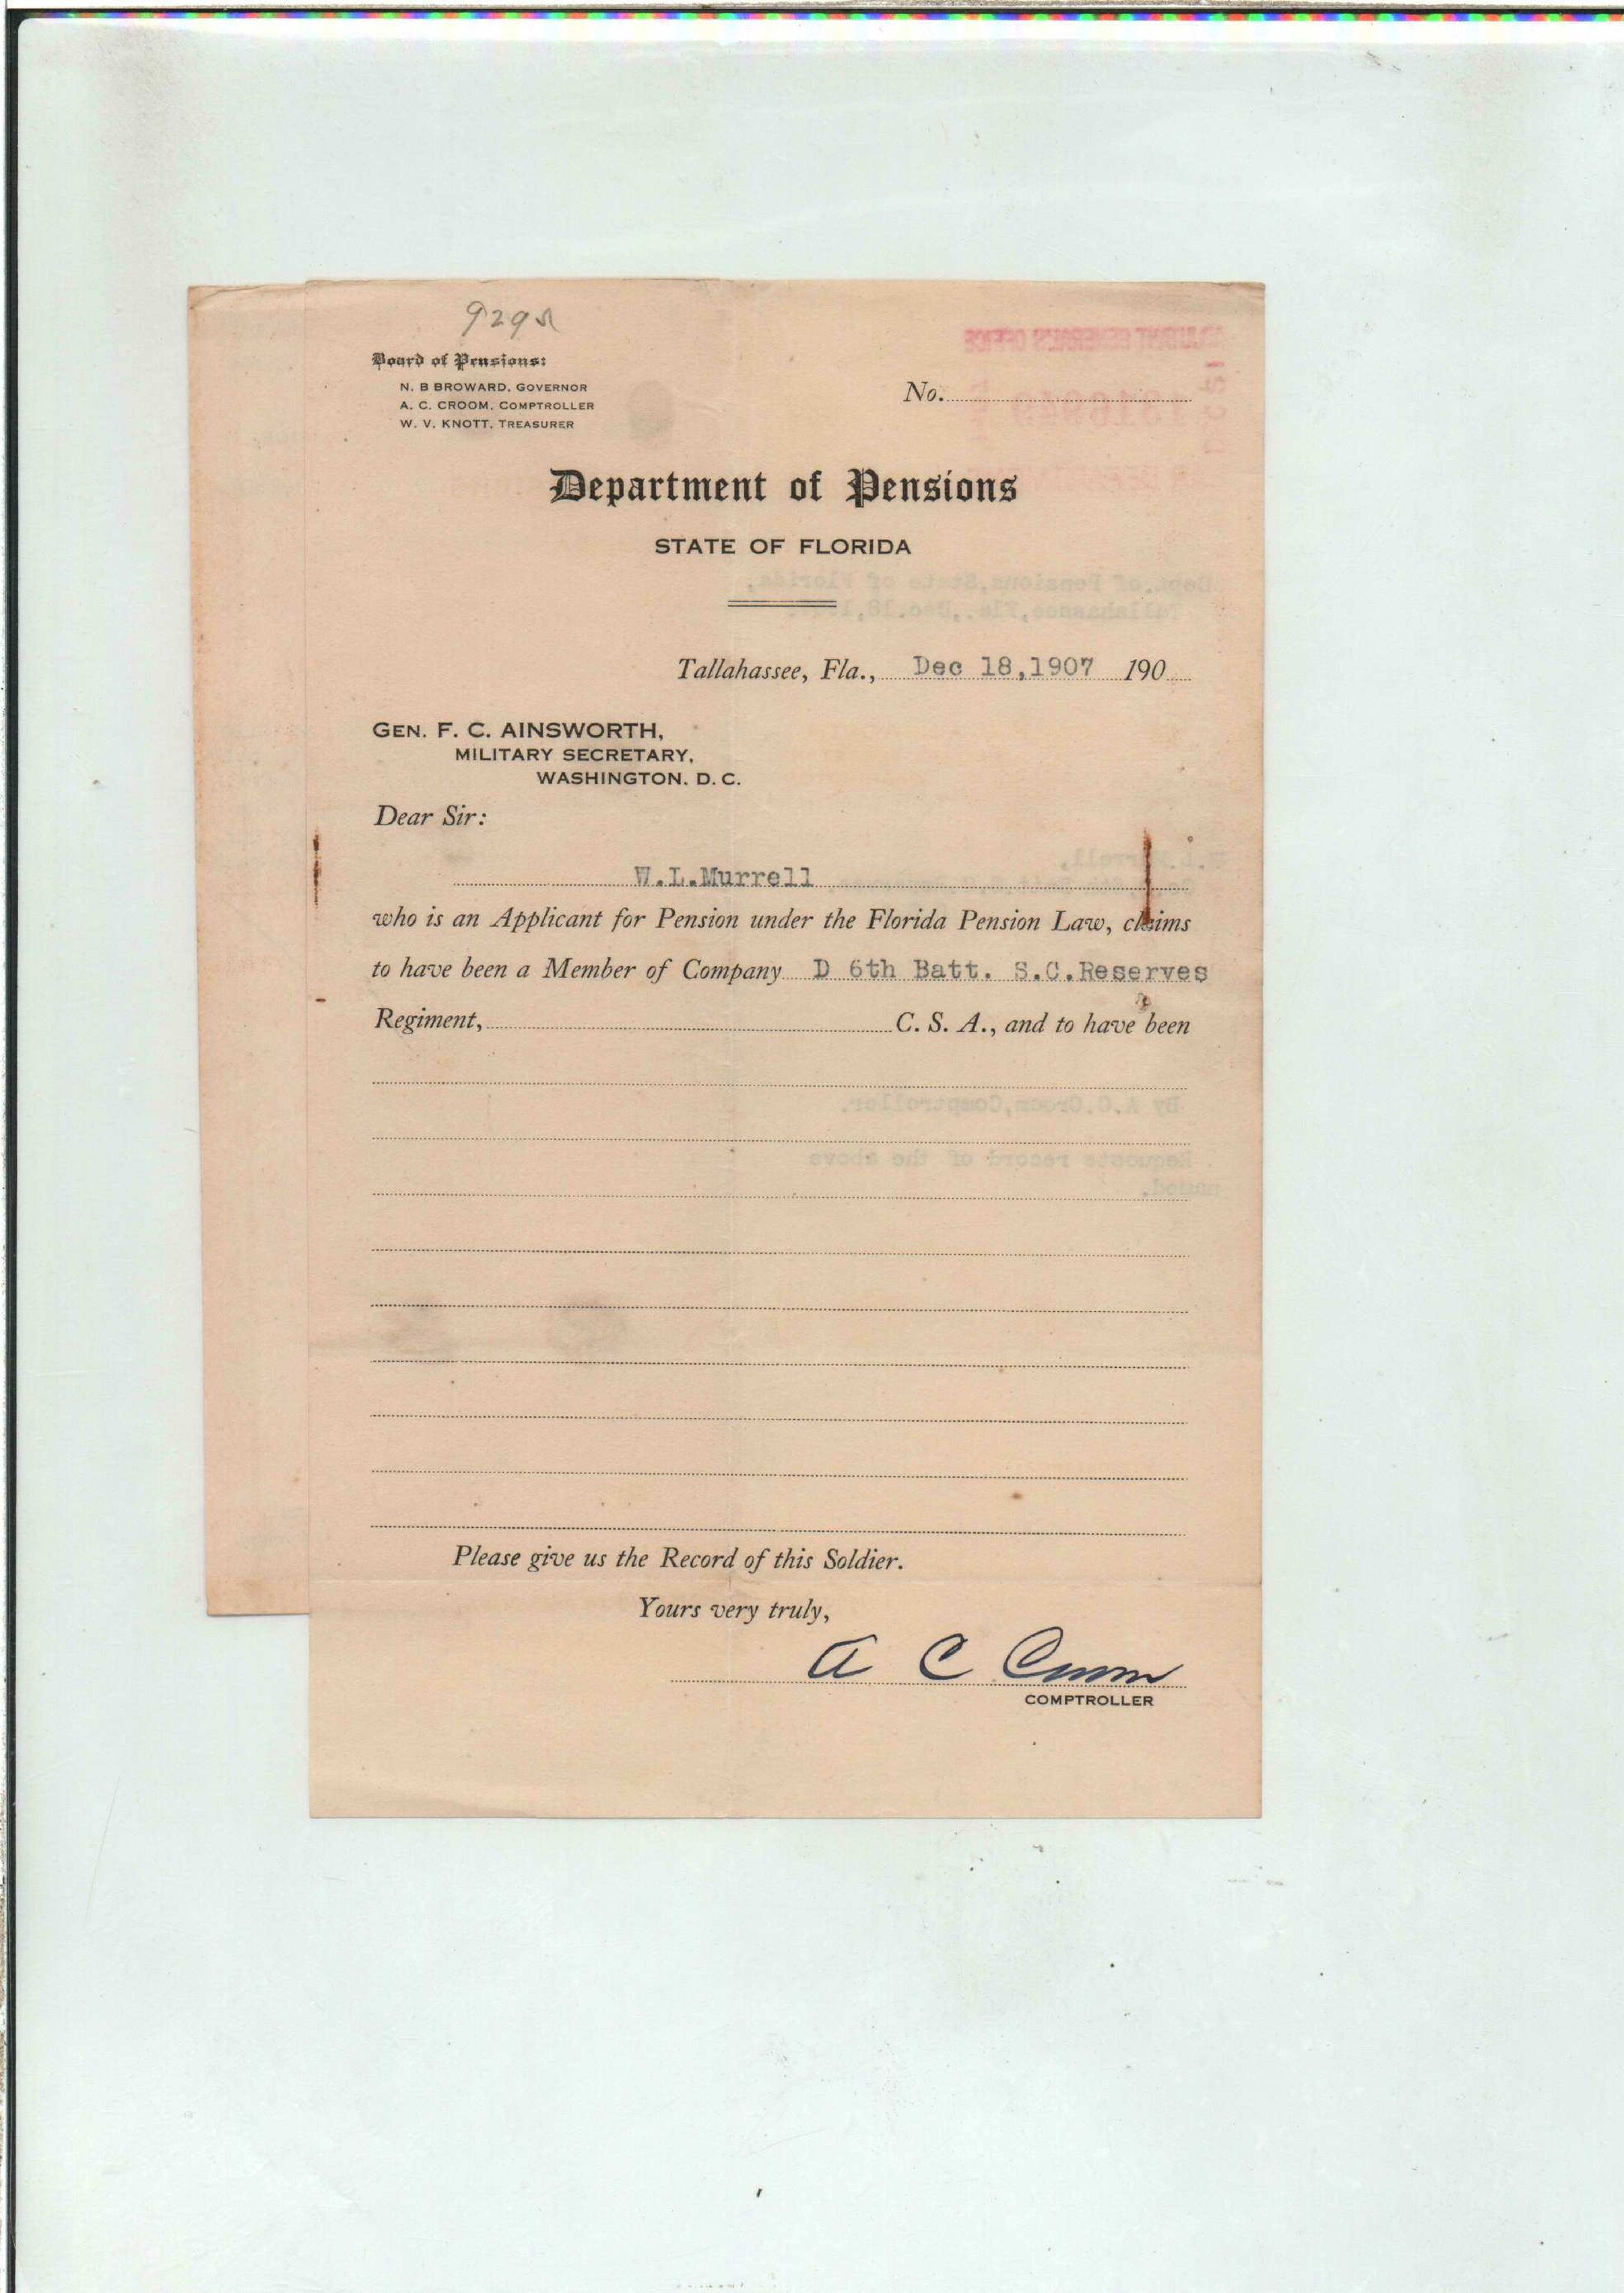 Board of Pensions:
N. B BROWARD, GOVERNOR
A. C. CROOM, COMPTROLLER
W. V. KNOTT, TREASURER
No.
Department of Pensions
STATE OF FLORIDA
Tallahassee, Fla., Dec 18,1907 190
GEN. F. C. AINSWORTH,
MILITARY SECRETARY,
WASHINGTON, D. C.
Dear Sir:
W.L.Murrell
who is an Applicant for Pension under the Florida Pension Law, claims
to have been a Member of Company D 6th Batt. S.C.Reserves
Regiment, C. S. A., and to have been
Please give us the Record of this Soldier.
Yours very truly,
A C Croom
COMPTROLLER